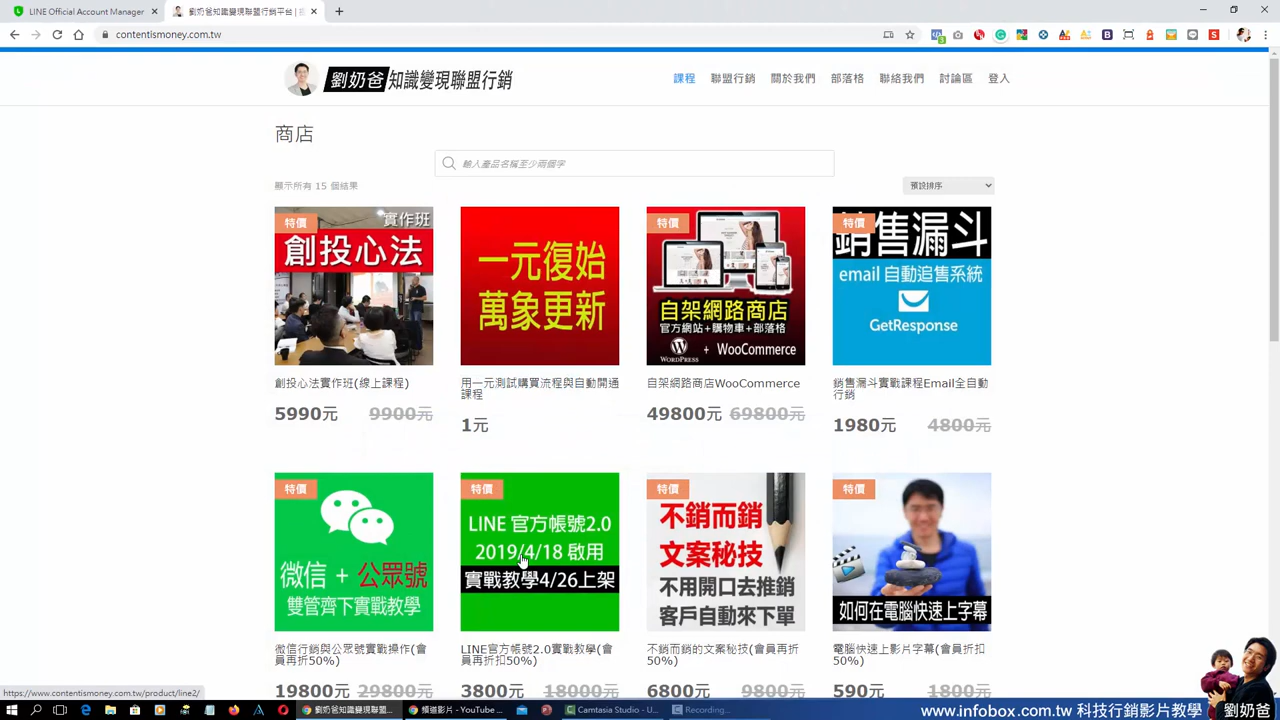 LINE Official Account Manager
劉奶爸知識變現聯盟行銷平台 | 
contentismoney.com.tw
劉奶爸知識變現聯盟行銷
課程 聯盟行銷 關於我們 部落格 聯絡我們 討論區 登入
商店
輸入產品名稱至少兩個字
顯示所有 15 個結果
預設排序
特價
實作班
創投心法
一元復始
萬象更新
特價
自架網路商店
官方網站+購物車+部落格
WORDPRESS + WooCommerce
特價
銷售漏斗
email 自動追售系統
GetResponse
創投心法實作班(線上課程)
5990元 9900元
用一元測試購買流程與自動開通
課程
1元
自架網路商店WooCommerce
49800元 69800元
銷售漏斗實戰課程Email全自動
行銷
1980元 4800元
特價
微信 + 公眾號
雙管齊下實戰教學
特價
LINE 官方帳號2.0
2019/4/18 啟用
實戰教學4/26上架
特價
不銷而銷
文案秘技
不用開口去推銷
客戶自動來下單
特價
如何在電腦快速上字幕
微信行銷與公眾號實戰操作(會
員再折50%)
19800元 29800元
LINE官方帳號2.0實戰教學(會
員再折扣50%)
3800元 18000元
不銷而銷的文案秘技(會員再折
50%)
6800元 9800元
電腦快速上影片字幕(會員折扣
50%)
590元 1800元
https://www.contentismoney.com.tw/product/line2/
劉奶爸知識變現聯盟...
頻道影片 - YouTube ...
Camtasia Studio - U...
Recording...
www.infobox.com.tw 科技行銷影片教學
劉奶爸